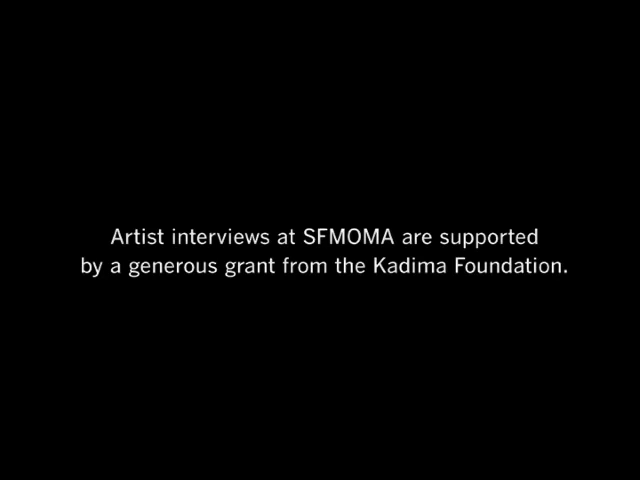 Artist interviews at SFMOMA are supported
by a generous grant from the Kadima Foundation.